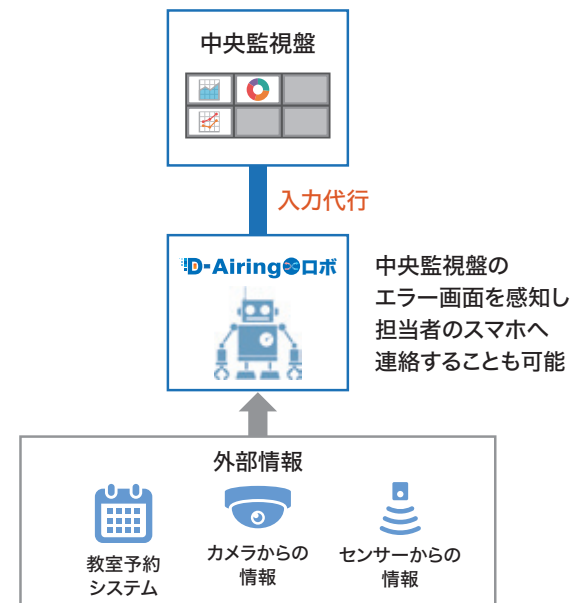 中央監視盤
入力代行
D-Airingロボ
中央監視盤の
エラー画面を感知し
担当者のスマホへ
連絡することも可能
外部情報
教室予約
システム
カメラからの
情報
センサーからの
情報